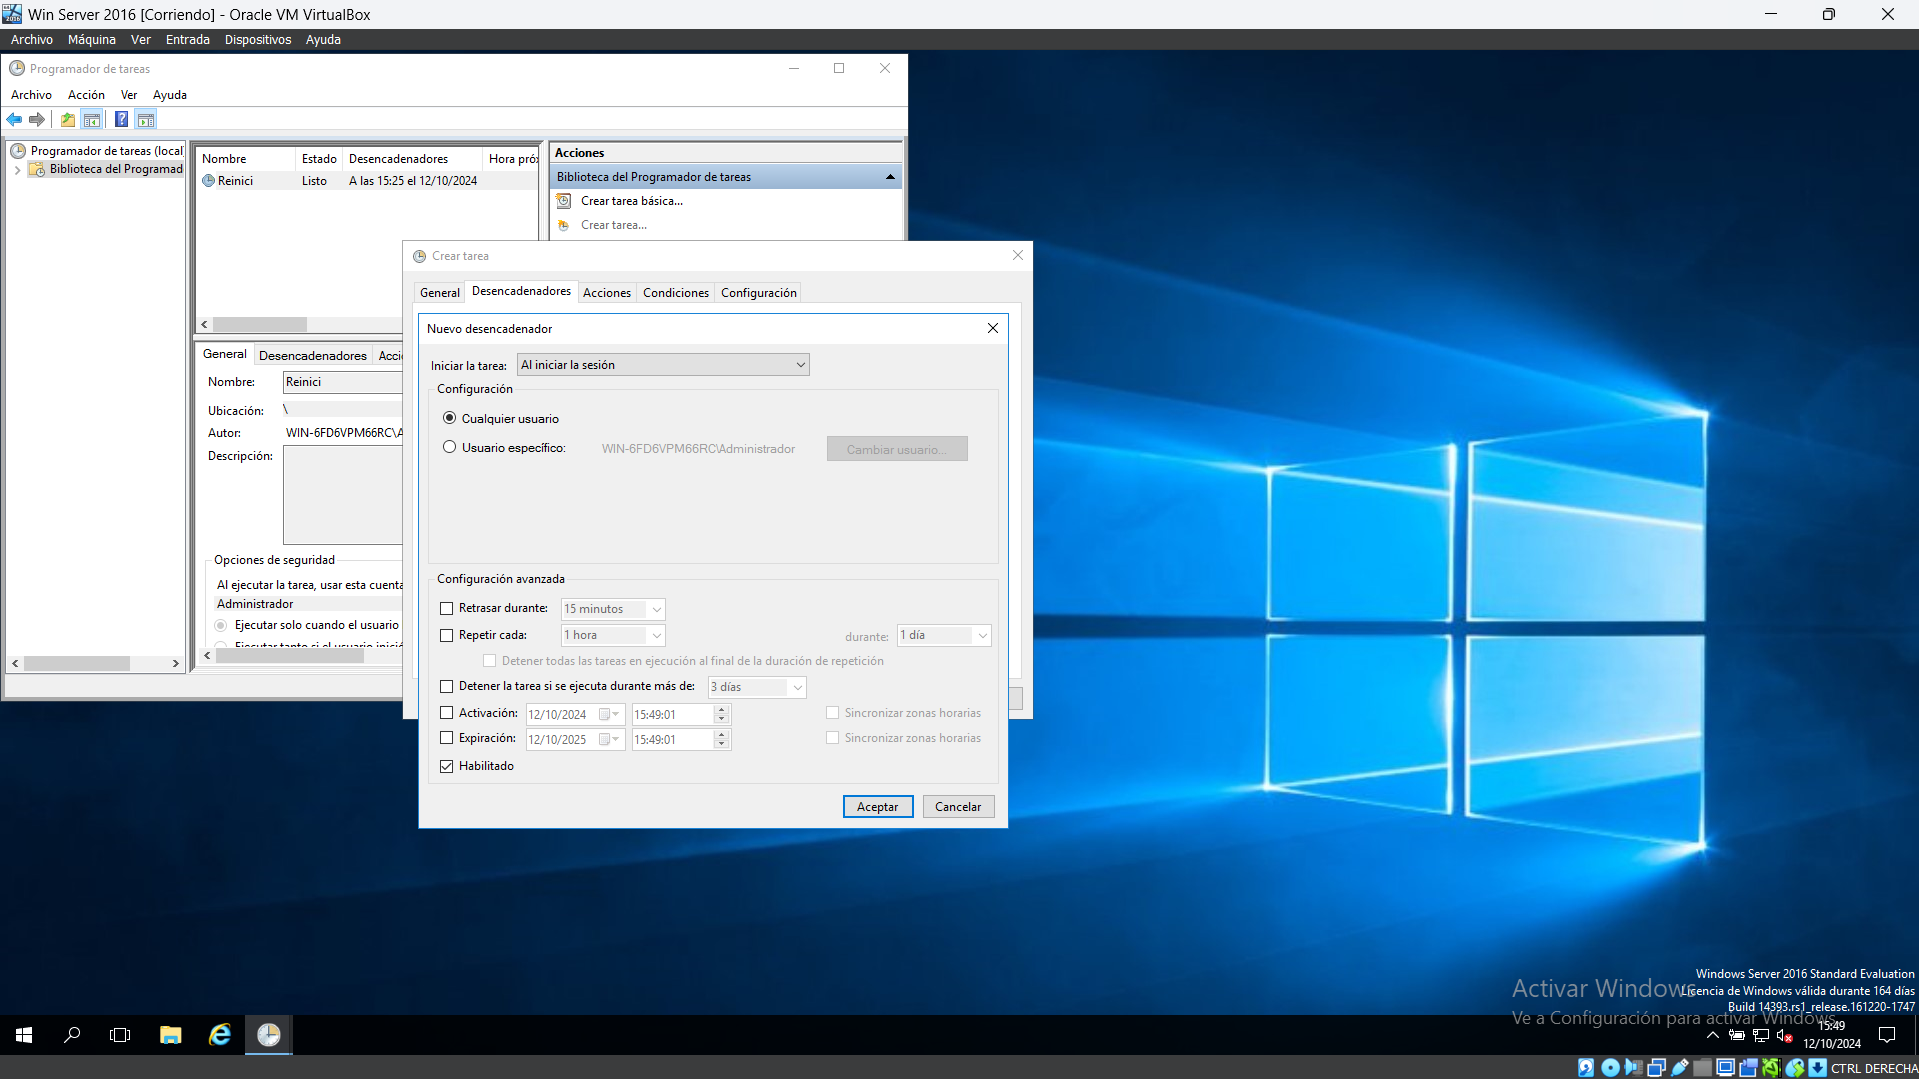 Win Server 2016 [Corriendo] - Oracle VM VirtualBox
Archivo Máquina Ver Entrada Dispositivos Ayuda
Programador de tareas
Archivo Acción Ver Ayuda
Programador de tareas (local
Biblioteca del Programad
Nombre Estado Desencadenadores Hora próx
Reinici Listo A las 15:25 el 12/10/2024
Acciones
Biblioteca del Programador de tareas
Crear tarea básica...
Crear tarea...
General Desencadenadores Acci
Nombre: Reinici
Ubicación: \
Autor: WIN-6FD6VPM66RC\A
Descripción:
Opciones de seguridad
Al ejecutar la tarea, usar esta cuenta
Administrador
Ejecutar solo cuando el usuario
Ejecutar tanto si el usuario inició
Crear tarea
General Desencadenadores Acciones Condiciones Configuración
Nuevo desencadenador
Iniciar la tarea: Al iniciar la sesión
Configuración
Cualquier usuario
Usuario específico: WIN-6FD6VPM66RC\Administrador Cambiar usuario...
Configuración avanzada
Retrasar durante: 15 minutos
Repetir cada: 1 hora durante: 1 día
Detener todas las tareas en ejecución al final de la duración de repetición
Detener la tarea si se ejecuta durante más de: 3 días
Activación: 12/10/2024 15:49:01 Sincronizar zonas horarias
Expiración: 12/10/2025 15:49:01 Sincronizar zonas horarias
Habilitado
Aceptar Cancelar
Activar Windows
Ve a Configuración para activar Windows.
Windows Server 2016 Standard Evaluation
Licencia de Windows válida durante 164 días
Build 14393.rs1_release.161220-1747
15:49
12/10/2024
CTRL DERECHA